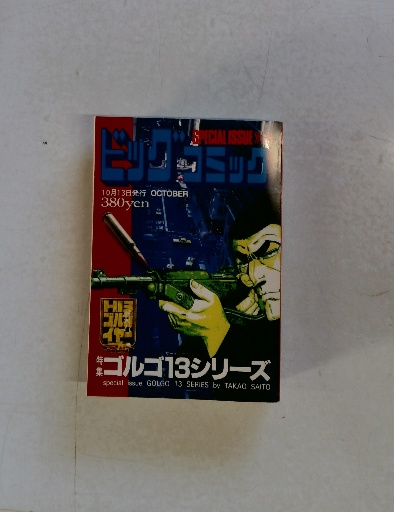 SPECIAL ISSUE
ビッグコミック
10月13日発行 OCTOBER
380yen
特集
ゴルゴ13シリーズ
special issue GOLGO 13 SERIES by TAKAO SAITO